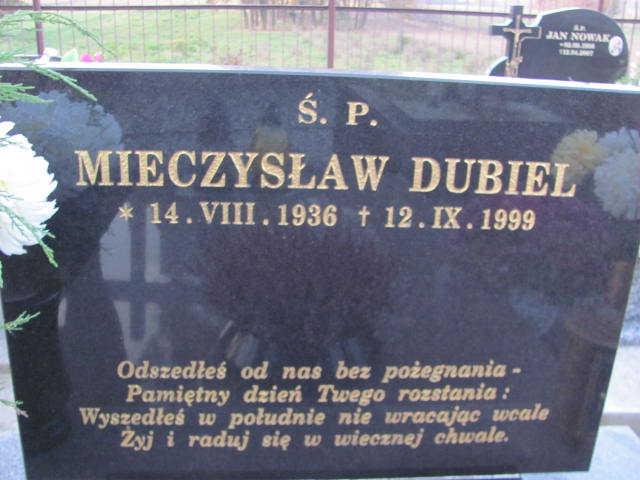 Ś. P.
MIECZYSŁAW DUBIEL
* 14.VIII.1936 † 12.IX.1999
Odszedłeś od nas bez pożegnania -
Pamiętny dzień Twego rozstania:
Wyszedłeś w południe nie wracając wcale
Żyj i raduj się w wiecznej chwale.
Ś.P.
JAN NOWAK